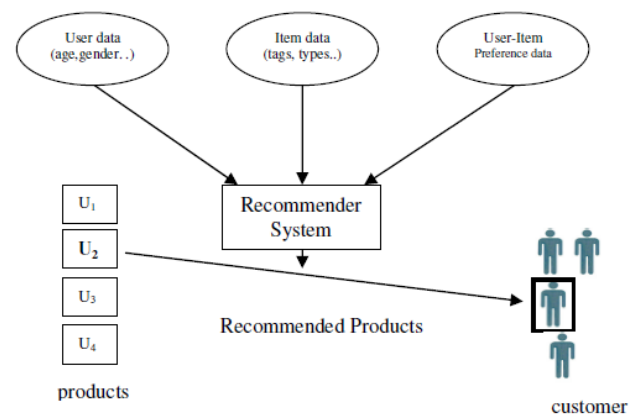 User data
(age,gender..)
Item data
(tags, types..)
User-Item
Preference data
Recommender
System
U₁
U₂
U₃
U₄
Recommended Products
products
customer